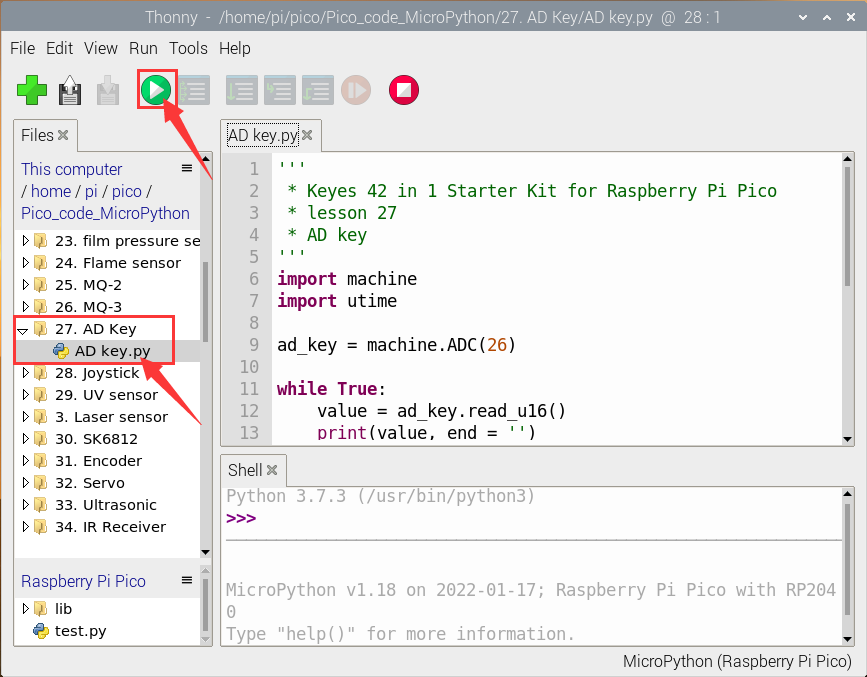 Thonny - /home/pi/pico/Pico_code_MicroPython/27. AD Key/AD key.py @ 28 : 1
File Edit View Run Tools Help
Files
This computer
/ home / pi / pico /
Pico_code_MicroPython
23. film pressure se
24. Flame sensor
25. MQ-2
26. MQ-3
27. AD Key
AD key.py
28. Joystick
29. UV sensor
3. Laser sensor
30. SK6812
31. Encoder
32. Servo
33. Ultrasonic
34. IR Receiver
Raspberry Pi Pico
lib
test.py
AD key.py
1 '''
2 * Keyes 42 in 1 Starter Kit for Raspberry Pi Pico
3 * lesson 27
4 * AD key
5 '''
6 import machine
7 import utime
8
9 ad_key = machine.ADC(26)
10
11 while True:
12 value = ad_key.read_u16()
13 print(value, end = '')
Shell
Python 3.7.3 (/usr/bin/python3)
>>>
MicroPython v1.18 on 2022-01-17; Raspberry Pi Pico with RP204
0
Type "help()" for more information.
MicroPython (Raspberry Pi Pico)